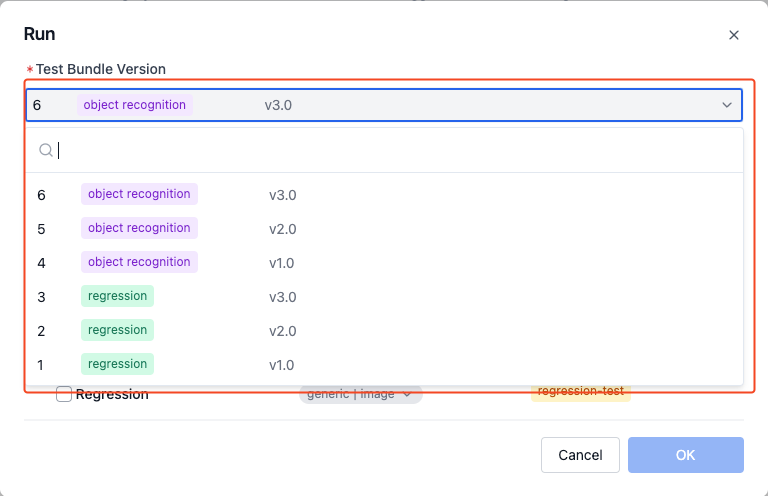 Run
*Test Bundle Version
6 object recognition v3.0
6 object recognition v3.0
5 object recognition v2.0
4 object recognition v1.0
3 regression v3.0
2 regression v2.0
1 regression v1.0
Regression generic | image regression-test
Cancel OK